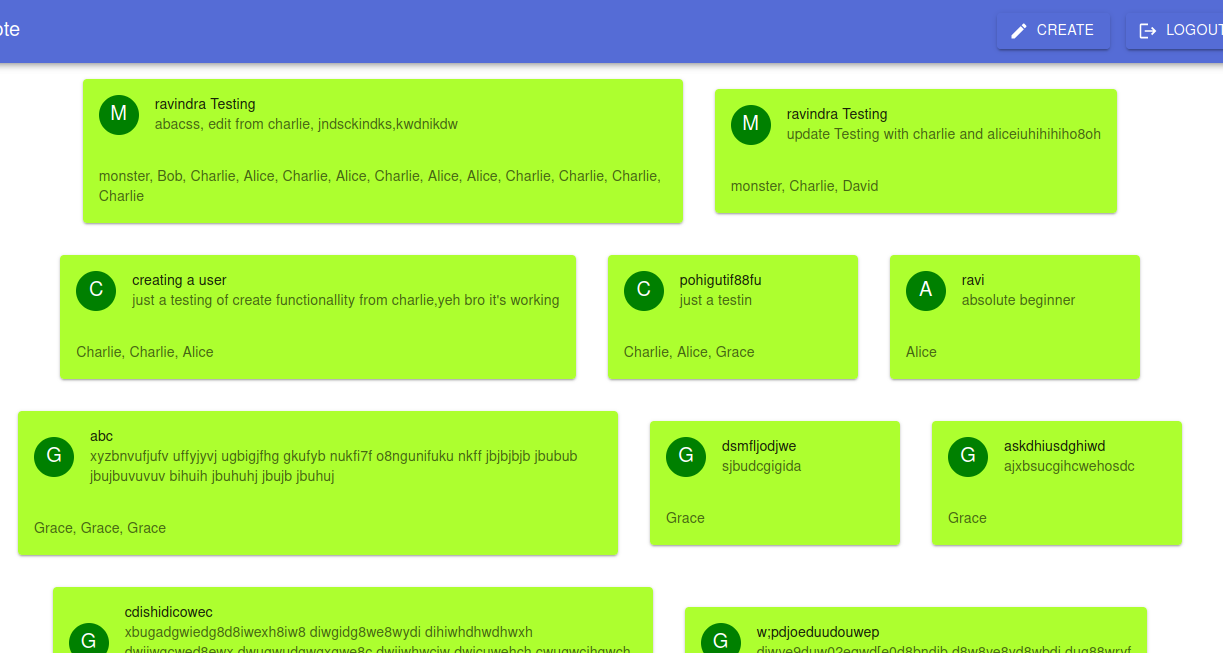 ote
CREATE
LOGOUT
M
ravindra Testing
abacss, edit from charlie, jndsckindks,kwdnikdw
monster, Bob, Charlie, Alice, Charlie, Alice, Charlie, Alice, Alice, Charlie, Charlie, Charlie,
Charlie
M
ravindra Testing
update Testing with charlie and aliceiuhihihiho8oh
monster, Charlie, David
C
creating a user
just a testing of create functionallity from charlie,yeh bro it's working
Charlie, Charlie, Alice
C
pohigutif88fu
just a testin
Charlie, Alice, Grace
A
ravi
absolute beginner
Alice
G
abc
xyzbnvufjufv uffyjyvj ugbigjfhg gkufyb nukfi7f o8ngunifuku nkff jbjbjbjb jbubub
jbujbuvuvuv bihuih jbuhuhj jbujb jbuhuj
Grace, Grace, Grace
G
dsmfljodjwe
sjbudcgigida
Grace
G
askdhiusdghiwd
ajxbsucgihcwehosdc
Grace
G
cdishidicowec
xbugadgwiedg8d8iwexh8iw8 diwgidg8we8wydi dihiwhdhwdhwxh
G
w;pdjoeduudouwep